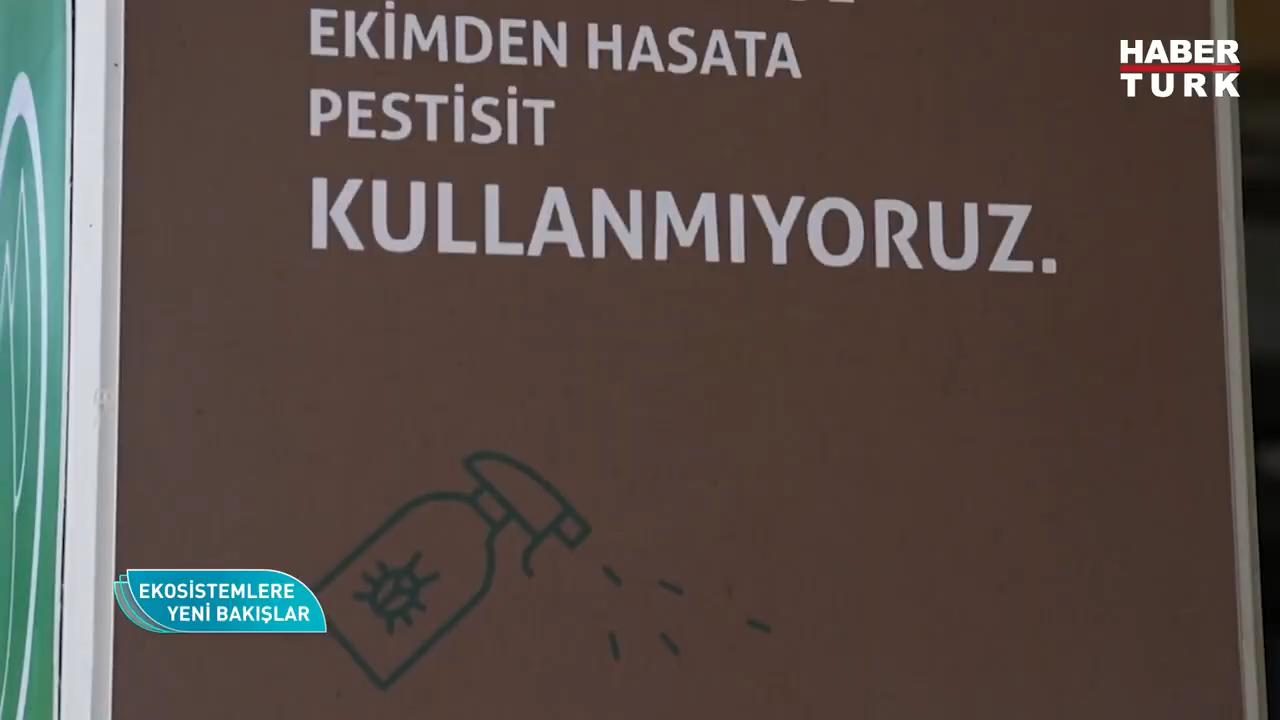 EKİMDEN HASATA
PESTİSİT
KULLANMIYORUZ.
HABER
TURK
EKOSİSTEMLERE
YENİ BAKIŞLAR